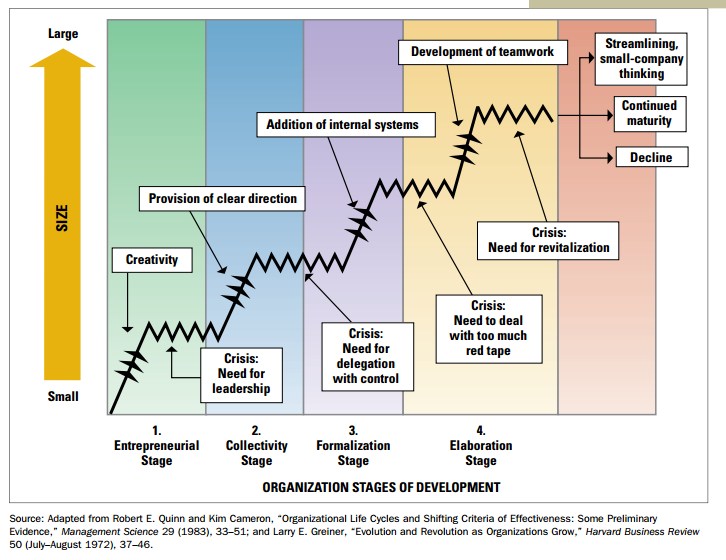 Large
SIZE
Small
Creativity
Crisis:
Need for
leadership
Provision of clear direction
Crisis:
Need for
delegation
with control
Addition of internal systems
Crisis:
Need to deal
with too much
red tape
Development of teamwork
Crisis:
Need for revitalization
Streamlining,
small-company
thinking
Continued
maturity
Decline
1.
Entrepreneurial
Stage
2.
Collectivity
Stage
3.
Formalization
Stage
4.
Elaboration
Stage
ORGANIZATION STAGES OF DEVELOPMENT
Source: Adapted from Robert E. Quinn and Kim Cameron, “Organizational Life Cycles and Shifting Criteria of Effectiveness: Some Preliminary
Evidence,” Management Science 29 (1983), 33–51; and Larry E. Greiner, “Evolution and Revolution as Organizations Grow,” Harvard Business Review
50 (July–August 1972), 37–46.